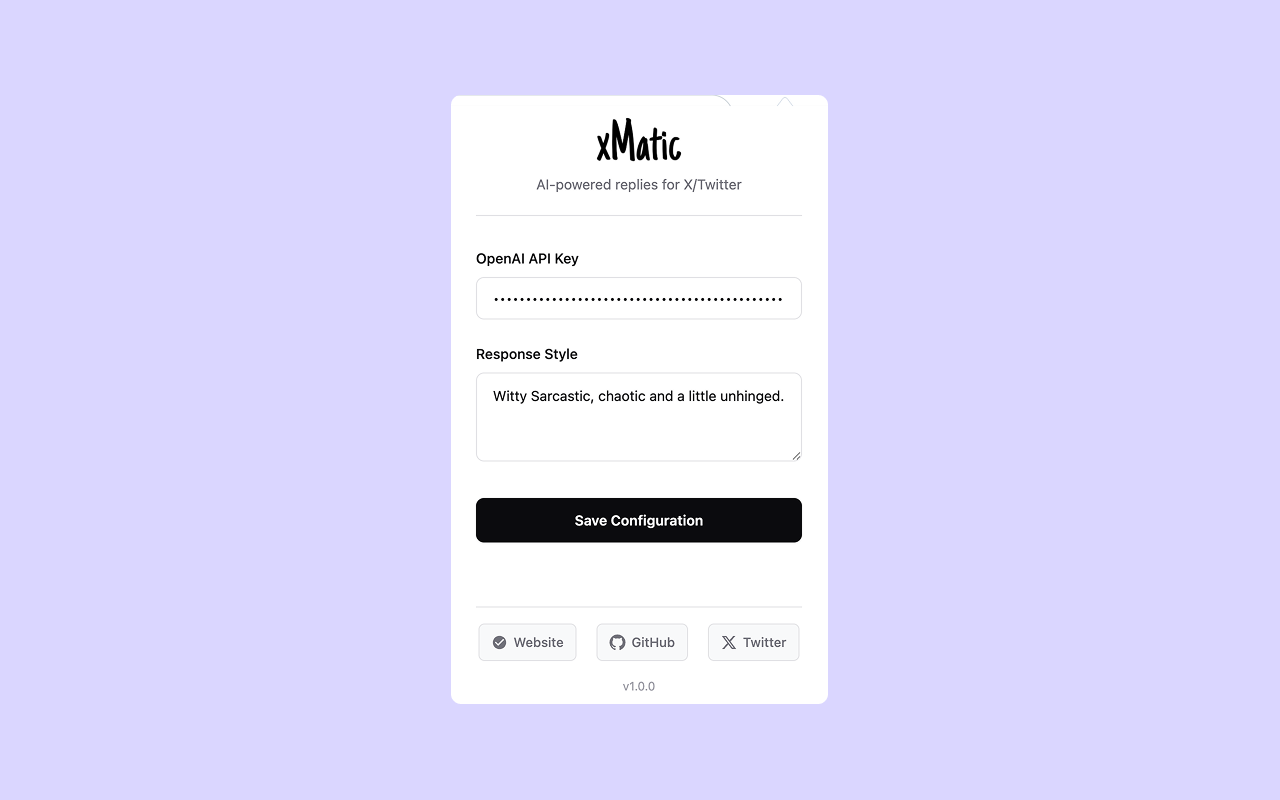 xMatic
AI-powered replies for X/Twitter
OpenAI API Key
••••••••••••••••••••••••••••••••••••••••••••
Response Style
Witty Sarcastic, chaotic and a little unhinged.
Save Configuration
Website GitHub Twitter
v1.0.0